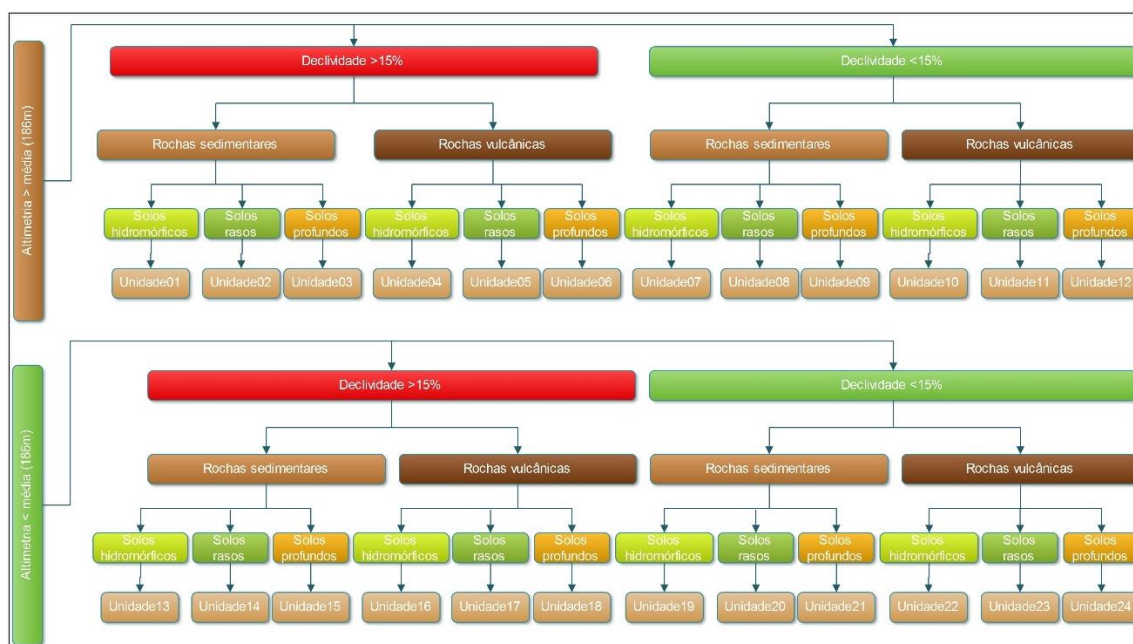 Altimetria > média (186m)
Declividade >15%
Declividade <15%
Rochas sedimentares
Rochas vulcânicas
Rochas sedimentares
Rochas vulcânicas
Solos
hidromórficos
Solos
rasos
Solos
profundos
Solos
hidromórficos
Solos
rasos
Solos
profundos
Solos
hidromórficos
Solos
rasos
Solos
profundos
Solos
hidromórficos
Solos
rasos
Solos
profundos
Unidade01
Unidade02
Unidade03
Unidade04
Unidade05
Unidade06
Unidade07
Unidade08
Unidade09
Unidade10
Unidade11
Unidade12
Altimetria < média (186m)
Declividade >15%
Declividade <15%
Rochas sedimentares
Rochas vulcânicas
Rochas sedimentares
Rochas vulcânicas
Solos
hidromórficos
Solos
rasos
Solos
profundos
Solos
hidromórficos
Solos
rasos
Solos
profundos
Solos
hidromórficos
Solos
rasos
Solos
profundos
Solos
hidromórficos
Solos
rasos
Solos
profundos
Unidade13
Unidade14
Unidade15
Unidade16
Unidade17
Unidade18
Unidade19
Unidade20
Unidade21
Unidade22
Unidade23
Unidade24